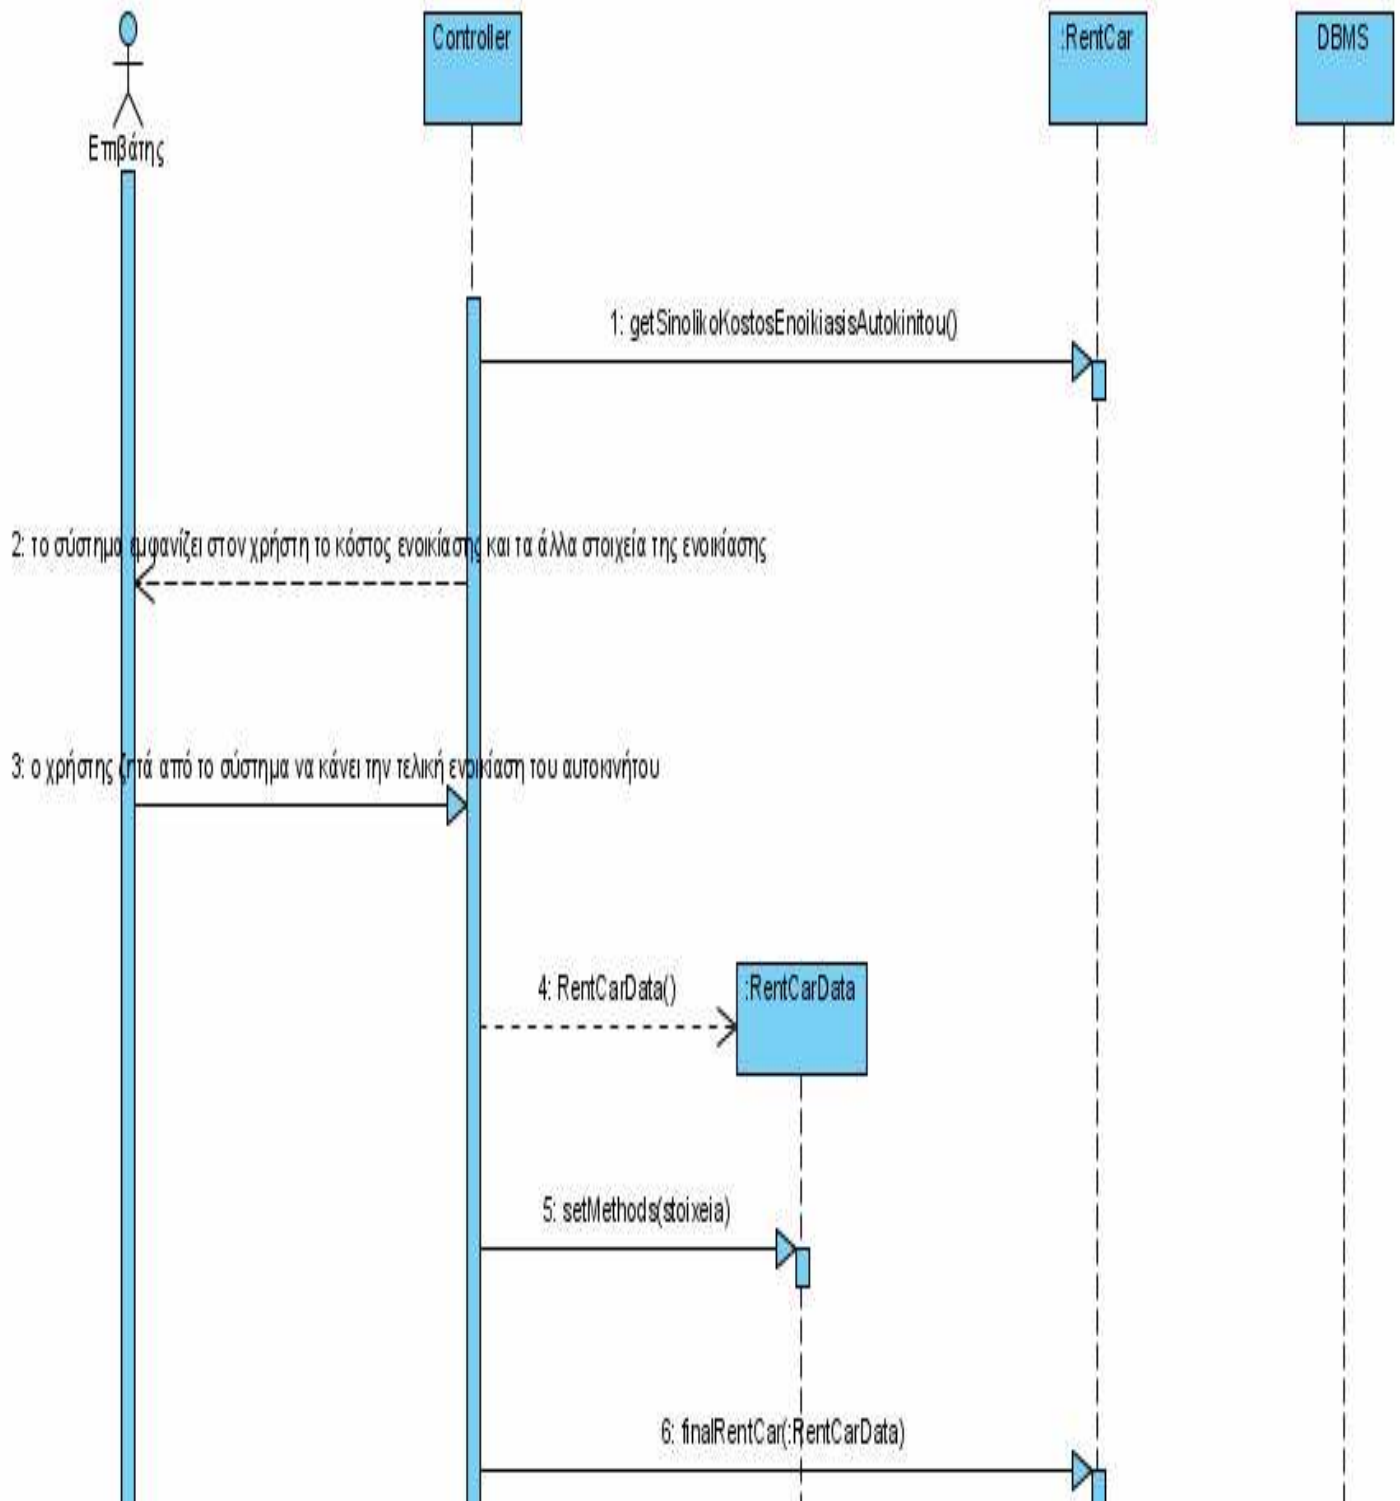 Controller
:RentCar
DBMS
Επιβάτης
1: getSinolikoKostosEnoikiasisAutokinitou()
2: το σύστημα εμφανίζει στον χρήστη το κόστος ενοικίασης και τα άλλα στοιχεία της ενοικίασης
3: ο χρήστης ζητά από το σύστημα να κάνει την τελική ενοικίαση του αυτοκινήτου
4: RentCarData()
:RentCarData
5: setMethods(stoixeia)
6: finalRentCar(:RentCarData)